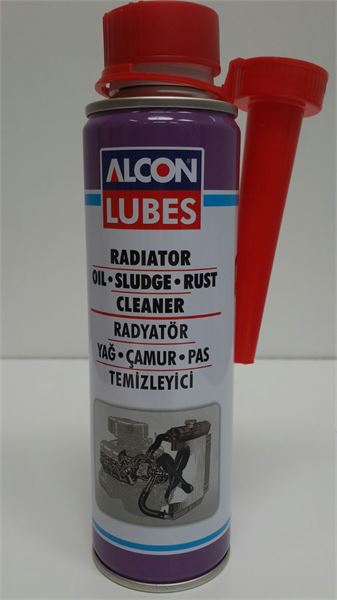 ALCON®
LUBES
RADIATOR
OIL•SLUDGE•RUST
CLEANER
RADYATÖR
YAĞ•ÇAMUR•PAS
TEMİZLEYİCİ